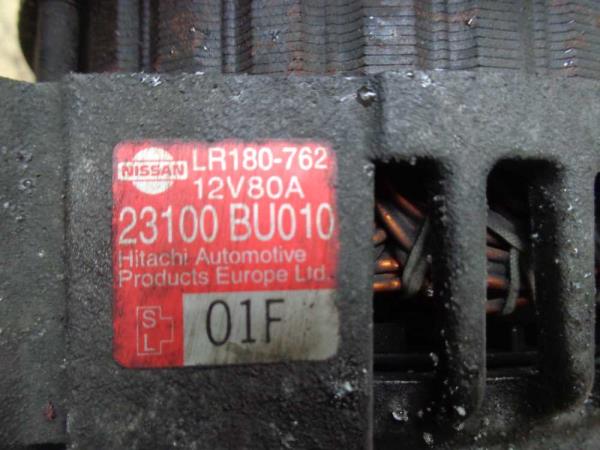 NISSAN LR180-762
12V80A
23100 BU010
Hitachi Automotive
Products Europe Ltd.
S
L 01F